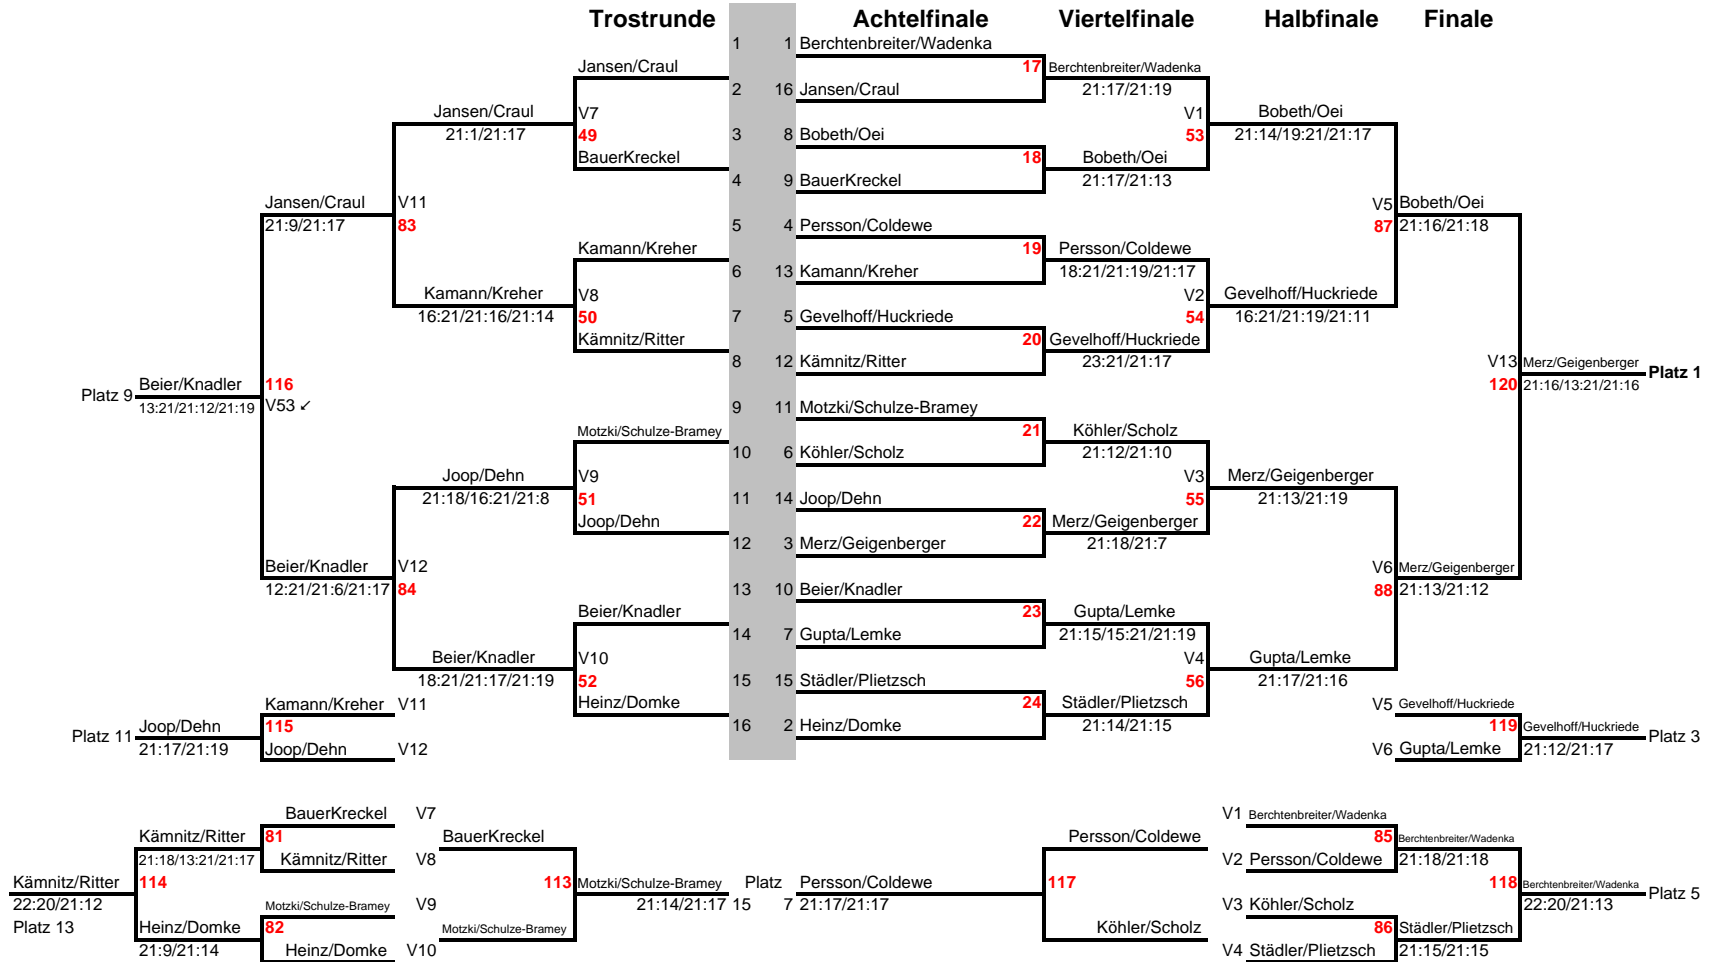 Trostrunde Achtelfinale Viertelfinale Halbfinale Finale
1 1 Berchtenbreiter/Wadenka
Jansen/Craul 17 Berchtenbreiter/Wadenka
2 16 Jansen/Craul 21:17/21:19
Jansen/Craul V7 V1 Bobeth/Oei
21:1/21:17 49 3 8 Bobeth/Oei 53 21:14/19:21/21:17
BauerKreckel 18 Bobeth/Oei
4 9 BauerKreckel 21:17/21:13
Jansen/Craul V11 V5 Bobeth/Oei
21:9/21:17 83 5 4 Persson/Coldewe 87 21:16/21:18
Kamann/Kreher 19 Persson/Coldewe
6 13 Kamann/Kreher 18:21/21:19/21:17
Kamann/Kreher V8 V2 Gevelhoff/Huckriede
16:21/21:16/21:14 50 7 5 Gevelhoff/Huckriede 54 16:21/21:19/21:11
Kämnitz/Ritter 20 Gevelhoff/Huckriede
8 12 Kämnitz/Ritter 23:21/21:17 V13 Merz/Geigenberger
Platz 9 Beier/Knadler 116 120 21:16/13:21/21:16 Platz 1
13:21/21:12/21:19 V53 ↙ 9 11 Motzki/Schulze-Bramey
Motzki/Schulze-Bramey 21 Köhler/Scholz
10 6 Köhler/Scholz 21:12/21:10
Joop/Dehn V9 V3 Merz/Geigenberger
21:18/16:21/21:8 51 11 14 Joop/Dehn 55 21:13/21:19
Joop/Dehn 22 Merz/Geigenberger
12 3 Merz/Geigenberger 21:18/21:7
Beier/Knadler V12 V6 Merz/Geigenberger
12:21/21:6/21:17 84 13 10 Beier/Knadler 88 21:13/21:12
Beier/Knadler 23 Gupta/Lemke
14 7 Gupta/Lemke 21:15/15:21/21:19
Beier/Knadler V10 V4 Gupta/Lemke
18:21/21:17/21:19 52 15 15 Städler/Plietzsch 56 21:17/21:16
Kamann/Kreher V11 Heinz/Domke 24 Städler/Plietzsch V5 Gevelhoff/Huckriede
Platz 11 Joop/Dehn 115 16 2 Heinz/Domke 21:14/21:15 119 Gevelhoff/Huckriede Platz 3
21:17/21:19 Joop/Dehn V12 V6 Gupta/Lemke 21:12/21:17
BauerKreckel V7 V1 Berchtenbreiter/Wadenka
Kämnitz/Ritter 81 BauerKreckel Persson/Coldewe 85 Berchtenbreiter/Wadenka
21:18/13:21/21:17 Kämnitz/Ritter V8 V2 Persson/Coldewe 21:18/21:18
Kämnitz/Ritter 114 113 Motzki/Schulze-Bramey Platz Persson/Coldewe 117 118 Berchtenbreiter/Wadenka Platz 5
22:20/21:12 Motzki/Schulze-Bramey V9 21:14/21:17 15 7 21:17/21:17 V3 Köhler/Scholz 22:20/21:13
Platz 13 Heinz/Domke 82 Motzki/Schulze-Bramey Köhler/Scholz 86 Städler/Plietzsch
21:9/21:14 Heinz/Domke V10 V4 Städler/Plietzsch 21:15/21:15